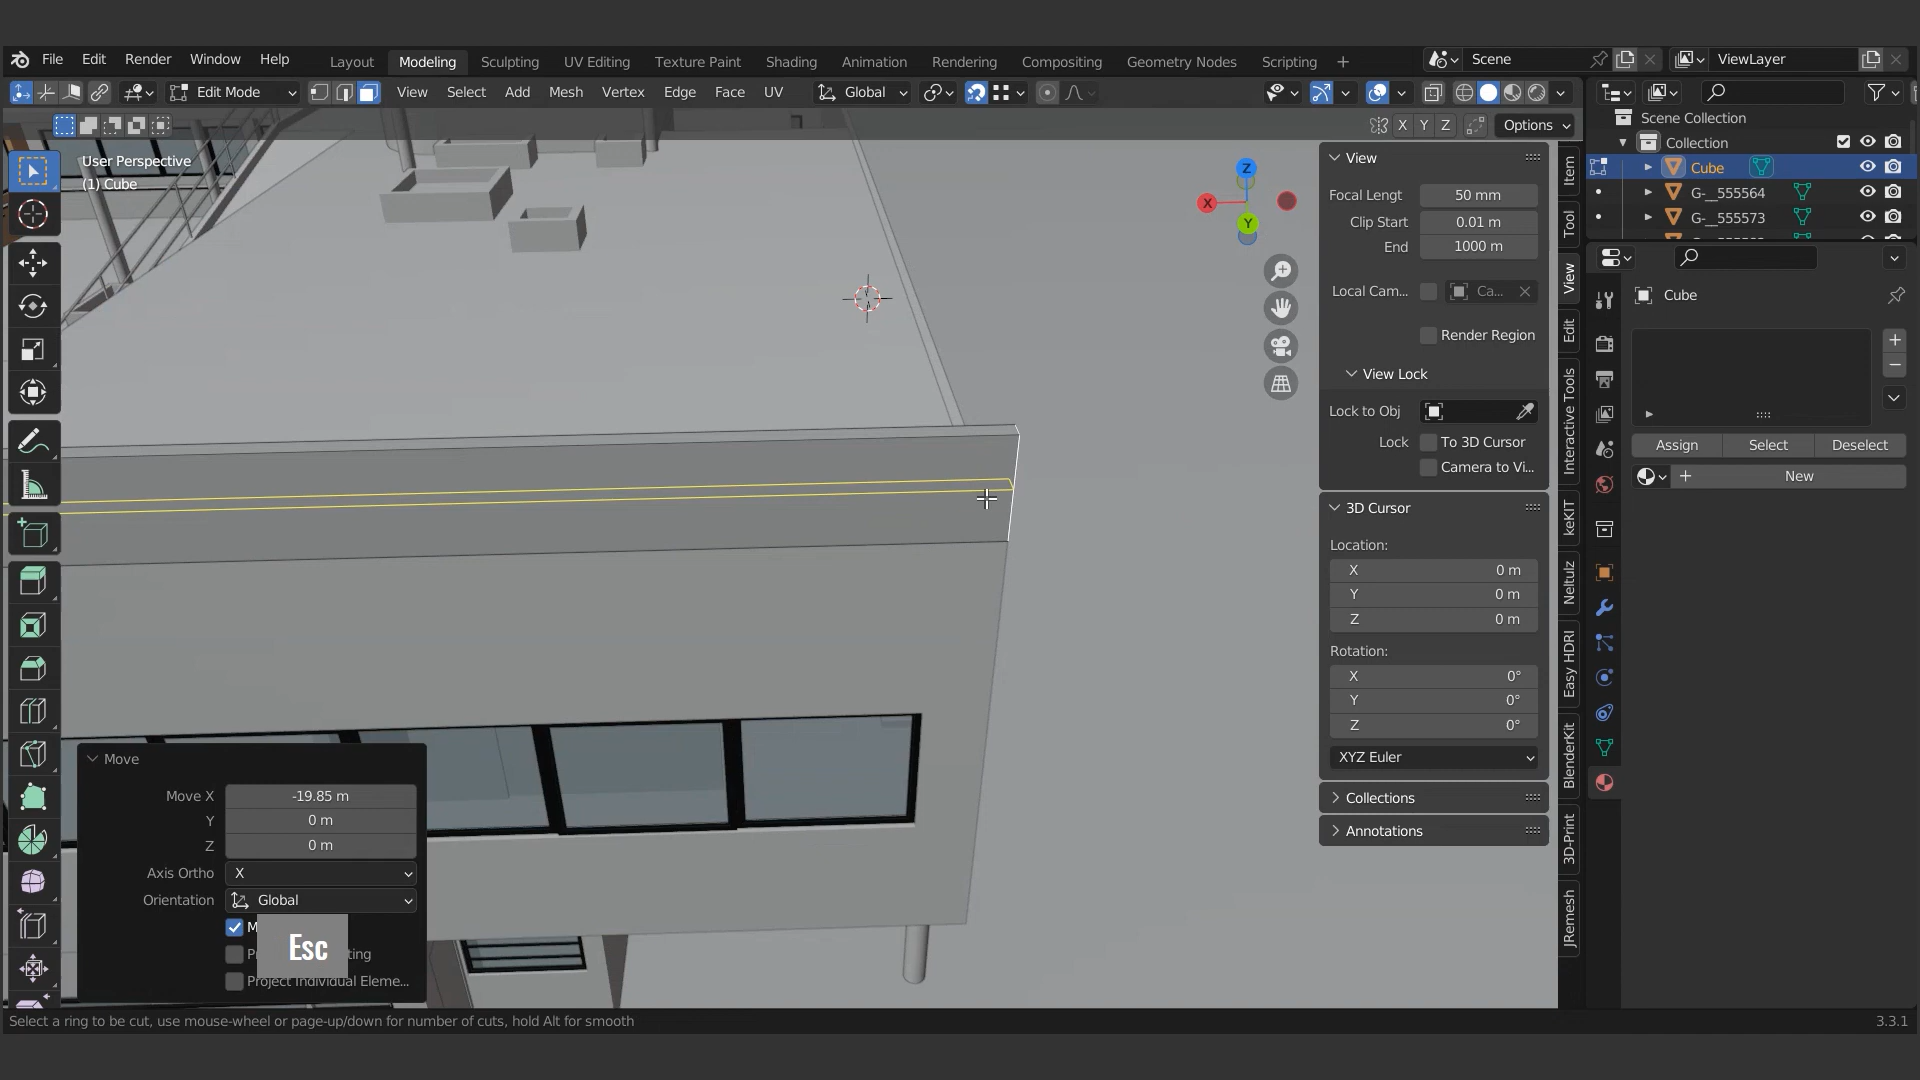 File Edit Render Window Help Layout Modeling Sculpting UV Editing Texture Paint Shading Animation Rendering Compositing Geometry Nodes Scripting + Scene ViewLayer
Edit Mode View Select Add Mesh Vertex Edge Face UV Global
X Y Z Options
User Perspective
(1) Cube
Z
X
Y
View
Focal Lengt 50 mm
Clip Start 0.01 m
End 1000 m
Local Cam... Ca...
Render Region
View Lock
Lock to Obj
Lock To 3D Cursor
Camera to Vi...
3D Cursor
Location:
X 0 m
Y 0 m
Z 0 m
Rotation:
X 0°
Y 0°
Z 0°
XYZ Euler
Collections
Annotations
Item
Tool
View
Edit
Interactive Tools
keKIT
Neltulz
Easy HDRI
BlenderKit
3D-Print
JRemesh
Scene Collection
Collection
Cube
G-__555564
G-__555573
Cube
Assign Select Deselect
New
Move
Move X -19.85 m
Y 0 m
Z 0 m
Axis Ortho X
Orientation Global
M
Esc
P ting
Project Individual Eleme...
Select a ring to be cut, use mouse-wheel or page-up/down for number of cuts, hold Alt for smooth
3.3.1